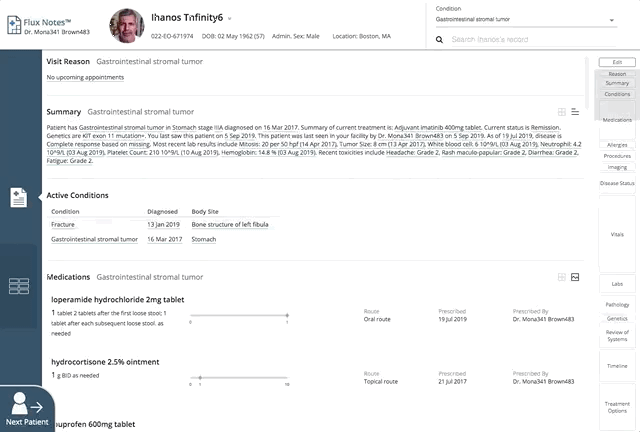 Flux Notes™
Dr. Mona341 Brown483
Ihanos Tnfinity6
022-EO-671974 DOB: 02 May 1962 (57) Admin. Sex: Male Location: Boston, MA
Condition
Gastrointestinal stromal tumor
Search Ihanos's record
Visit Reason Gastrointestinal stromal tumor
No upcoming appointments
Summary Gastrointestinal stromal tumor
Patient has Gastrointestinal stromal tumor in Stomach stage IIIA diagnosed on 16 Mar 2017. Summary of current treatment is: Adjuvant imatinib 400mg tablet. Current status is Remission.
Genetics are KIT exon 11 mutation+. You last saw this patient on 5 Sep 2019. This patient was last seen in your facility by Dr. Mona341 Brown483 on 5 Sep 2019. As of 19 Jul 2019, disease is
Complete response based on missing. Most recent lab results include Mitosis: 20 per 50 hpf (14 Apr 2017), Tumor Size: 8 cm (13 Apr 2017), White blood cell: 6 10^9/L (03 Aug 2019), Neutrophil: 4.2
10^9/L (03 Aug 2019), Platelet Count: 210 10^9/L (10 Aug 2019), Hemoglobin: 14.8 % (03 Aug 2019). Recent toxicities include Headache: Grade 2, Rash maculo-papular: Grade 2, Diarrhea: Grade 2,
Fatigue: Grade 2.
Active Conditions
Condition Diagnosed Body Site
Fracture 13 Jan 2019 Bone structure of left fibula
Gastrointestinal stromal tumor 16 Mar 2017 Stomach
Medications Gastrointestinal stromal tumor
loperamide hydrochloride 2mg tablet
1 tablet 2 tablets after the first loose stool; 1
tablet after each subsequent loose stool. as
needed
0 1
Route Prescribed Prescribed By
Oral route 19 Jul 2019 Dr. Mona341 Brown483
hydrocortisone 2.5% ointment
1 g BID as needed
0 1 10
Route Prescribed Prescribed By
Topical route 21 Jul 2017 Dr. Mona341 Brown483
buprofen 600mg tablet
Next Patient
Edit
Reason
Summary
Conditions
Medications
Allergies
Procedures
Imaging
Disease Status
Vitals
Labs
Pathology
Genetics
Review of
Systems
Timeline
Treatment
Options